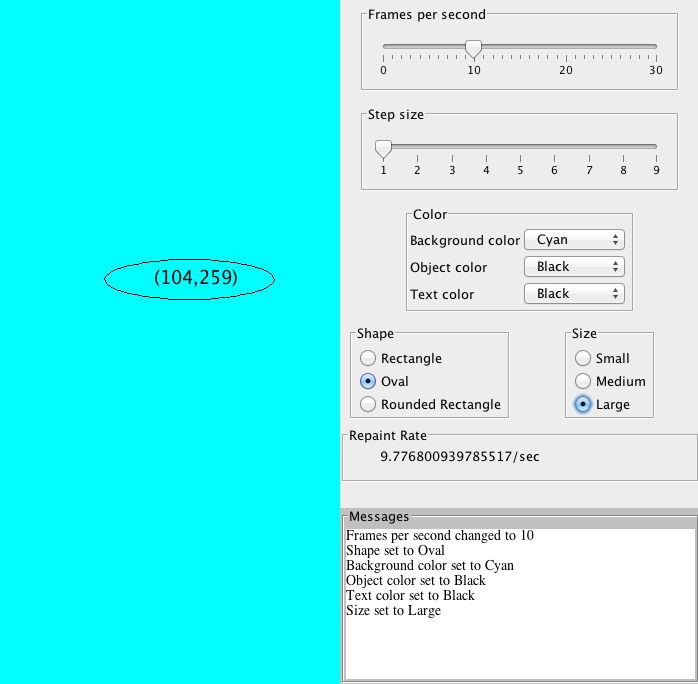 (104,259)
Frames per second
0 10 20 30
Step size
1 2 3 4 5 6 7 8 9
Color
Background color Cyan
Object color Black
Text color Black
Shape
Rectangle
Oval
Rounded Rectangle
Size
Small
Medium
Large
Repaint Rate
9.776800939785517/sec
Messages
Frames per second changed to 10
Shape set to Oval
Background color set to Cyan
Object color set to Black
Text color set to Black
Size set to Large